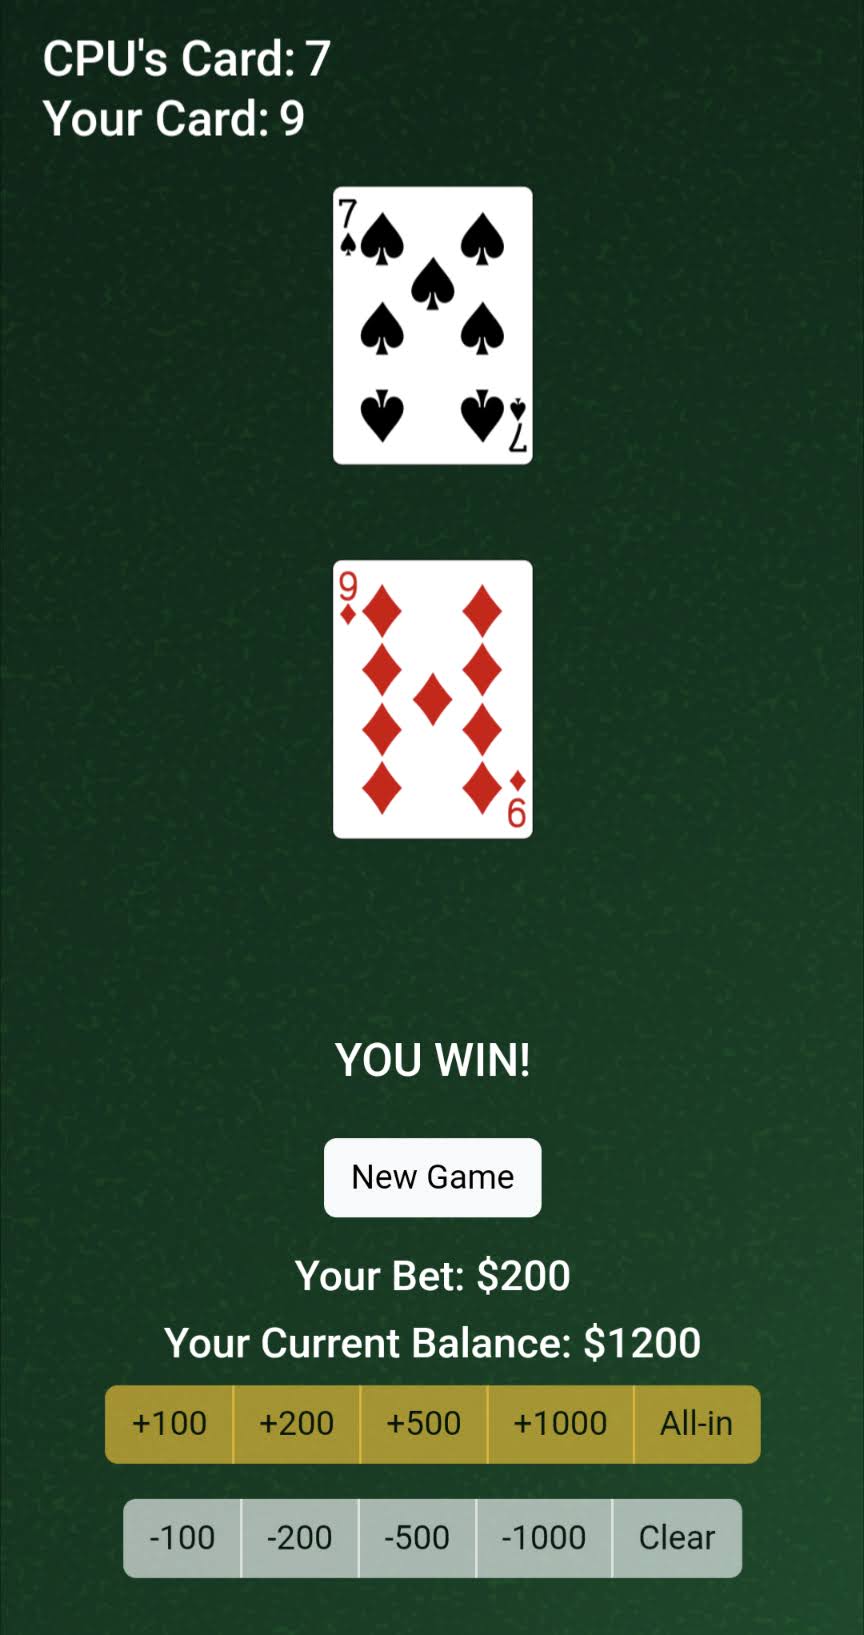 CPU's Card: 7
Your Card: 9
7
7
9
9
YOU WIN!
New Game
Your Bet: $200
Your Current Balance: $1200
+100 +200 +500 +1000 All-in
-100 -200 -500 -1000 Clear